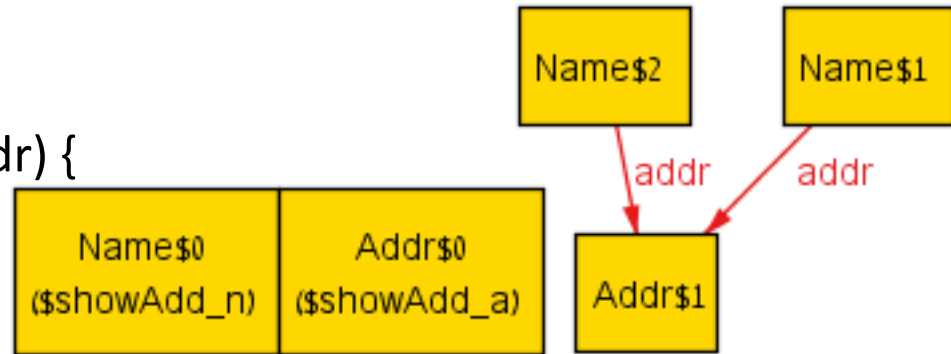 Name$2
Name$1
dr) {
addr
addr
Name$0
($showAdd_n)
Addr$0
($showAdd_a)
Addr$1